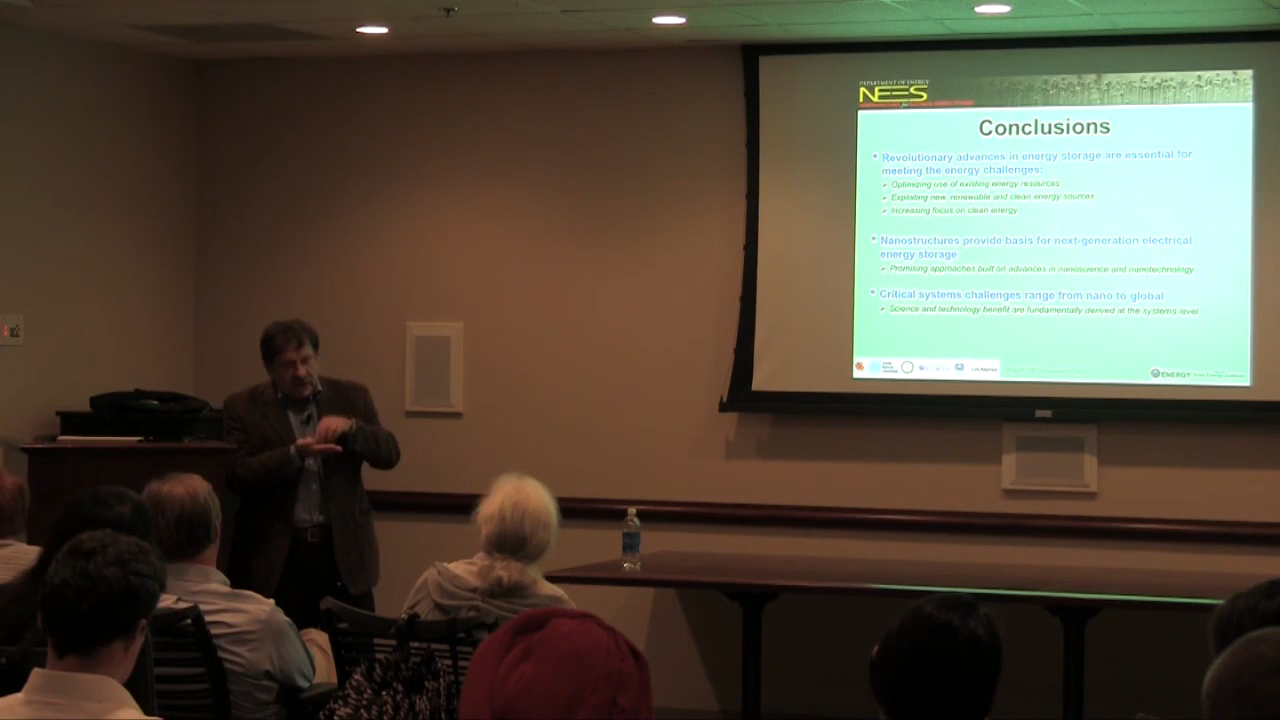 DEPARTMENT OF ENERGY
NEES
Conclusions
Revolutionary advances in energy storage are essential for
meeting the energy challenges:
Optimizing use of existing energy resources
Exploiting new, renewable and clean energy sources
Increasing focus on clean energy
Nanostructures provide basis for next-generation electrical
energy storage
Promising approaches built on advances in nanoscience and nanotechnology
Critical systems challenges range from nano to global
Science and technology benefit are fundamentally derived at the systems level
Los Alamos
ENERGY